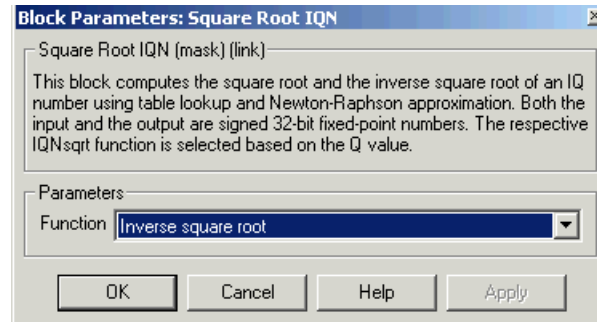 Block Parameters: Square Root IQN
Square Root IQN (mask) (link)
This block computes the square root and the inverse square root of an IQ
number using table lookup and Newton-Raphson approximation. Both the
input and the output are signed 32-bit fixed-point numbers. The respective
IQNsqrt function is selected based on the Q value.
Parameters
Function Inverse square root
OK Cancel Help Apply